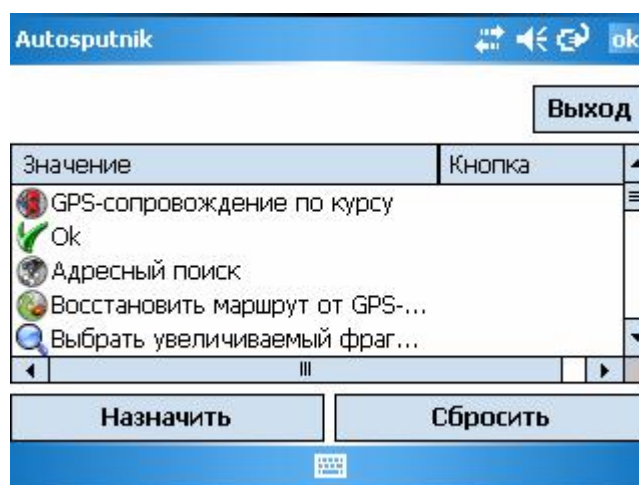 Autosputnik ok
Выход
Значение Кнопка
GPS-сопровождение по курсу
Ok
Адресный поиск
Восстановить маршрут от GPS-...
Выбрать увеличиваемый фраг...
Назначить Сбросить